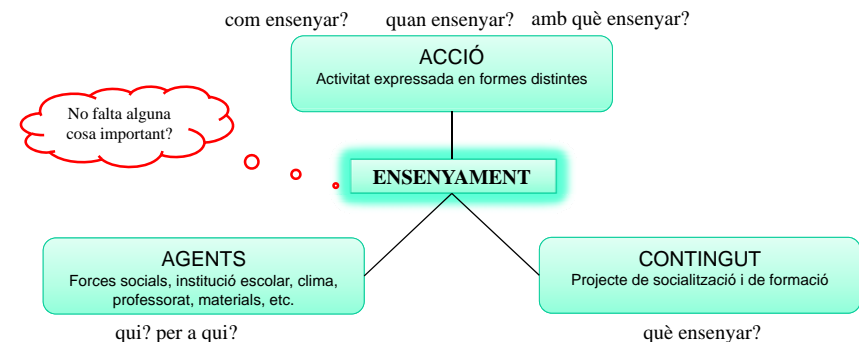 com ensenyar? quan ensenyar? amb què ensenyar?
ACCIÓ
Activitat expressada en formes distintes
No falta alguna
cosa important?
ENSENYAMENT
AGENTS
Forces socials, institució escolar, clima,
professorat, materials, etc.
CONTINGUT
Projecte de socialització i de formació
qui? per a qui?
què ensenyar?